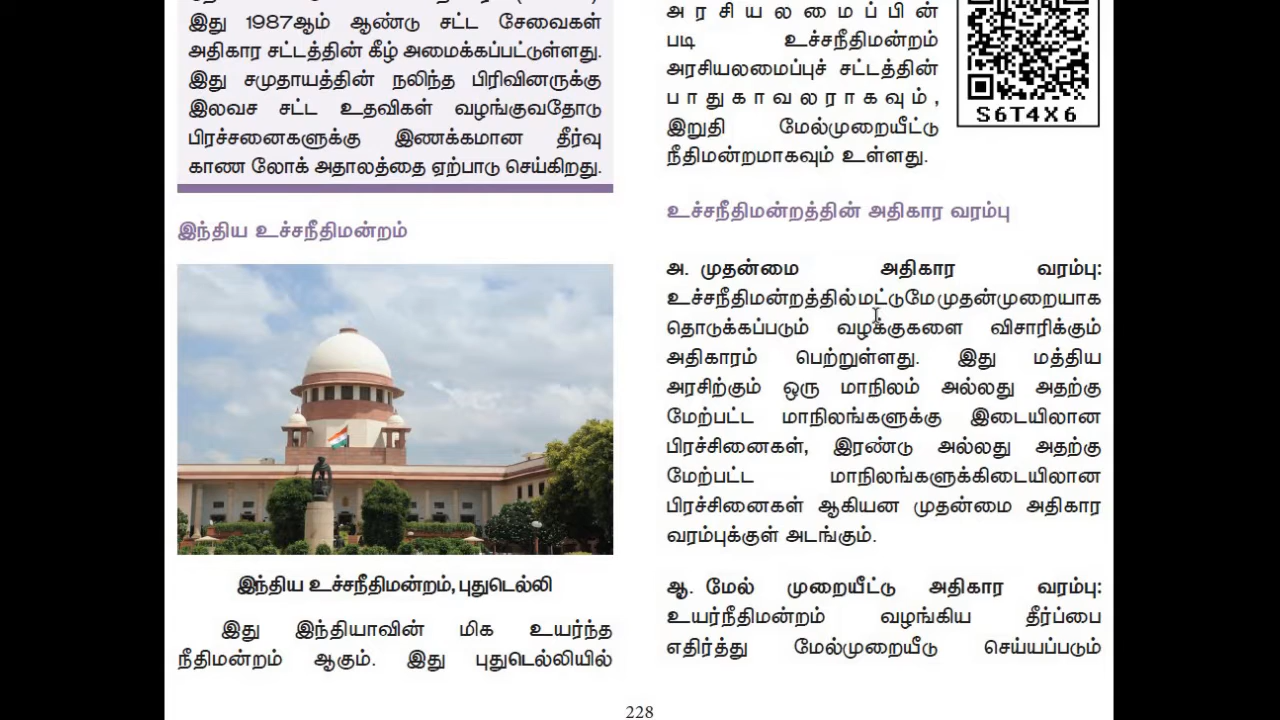 இது 1987ஆம் ஆண்டு சட்ட சேவைகள்
அதிகார சட்டத்தின் கீழ் அமைக்கப்பட்டுள்ளது.
இது சமுதாயத்தின் நலிந்த பிரிவினருக்கு
இலவச சட்ட உதவிகள் வழங்குவதோடு
பிரச்சனைகளுக்கு இணக்கமான தீர்வு
காண லோக் அதாலத்தை ஏற்பாடு செய்கிறது.
இந்திய உச்சநீதிமன்றம்
இந்திய உச்சநீதிமன்றம், புதுடெல்லி
இது இந்தியாவின் மிக உயர்ந்த
நீதிமன்றம் ஆகும். இது புதுடெல்லியில்
அரசியலமைப்பின்
படி உச்சநீதிமன்றம்
அரசியலமைப்புச் சட்டத்தின்
பாதுகாவலராகவும்,
இறுதி மேல்முறையீட்டு
நீதிமன்றமாகவும் உள்ளது.
S6T4X6
உச்சநீதிமன்றத்தின் அதிகார வரம்பு
அ. முதன்மை அதிகார வரம்பு:
உச்சநீதிமன்றத்தில் மட்டுமே முதன்முறையாக
தொடுக்கப்படும் வழக்குகளை விசாரிக்கும்
அதிகாரம் பெற்றுள்ளது. இது மத்திய
அரசிற்கும் ஒரு மாநிலம் அல்லது அதற்கு
மேற்பட்ட மாநிலங்களுக்கு இடையிலான
பிரச்சினைகள், இரண்டு அல்லது அதற்கு
மேற்பட்ட மாநிலங்களுக்கிடையிலான
பிரச்சினைகள் ஆகியன முதன்மை அதிகார
வரம்புக்குள் அடங்கும்.
ஆ. மேல் முறையீட்டு அதிகார வரம்பு:
உயர்நீதிமன்றம் வழங்கிய தீர்ப்பை
எதிர்த்து மேல்முறையீடு செய்யப்படும்
228